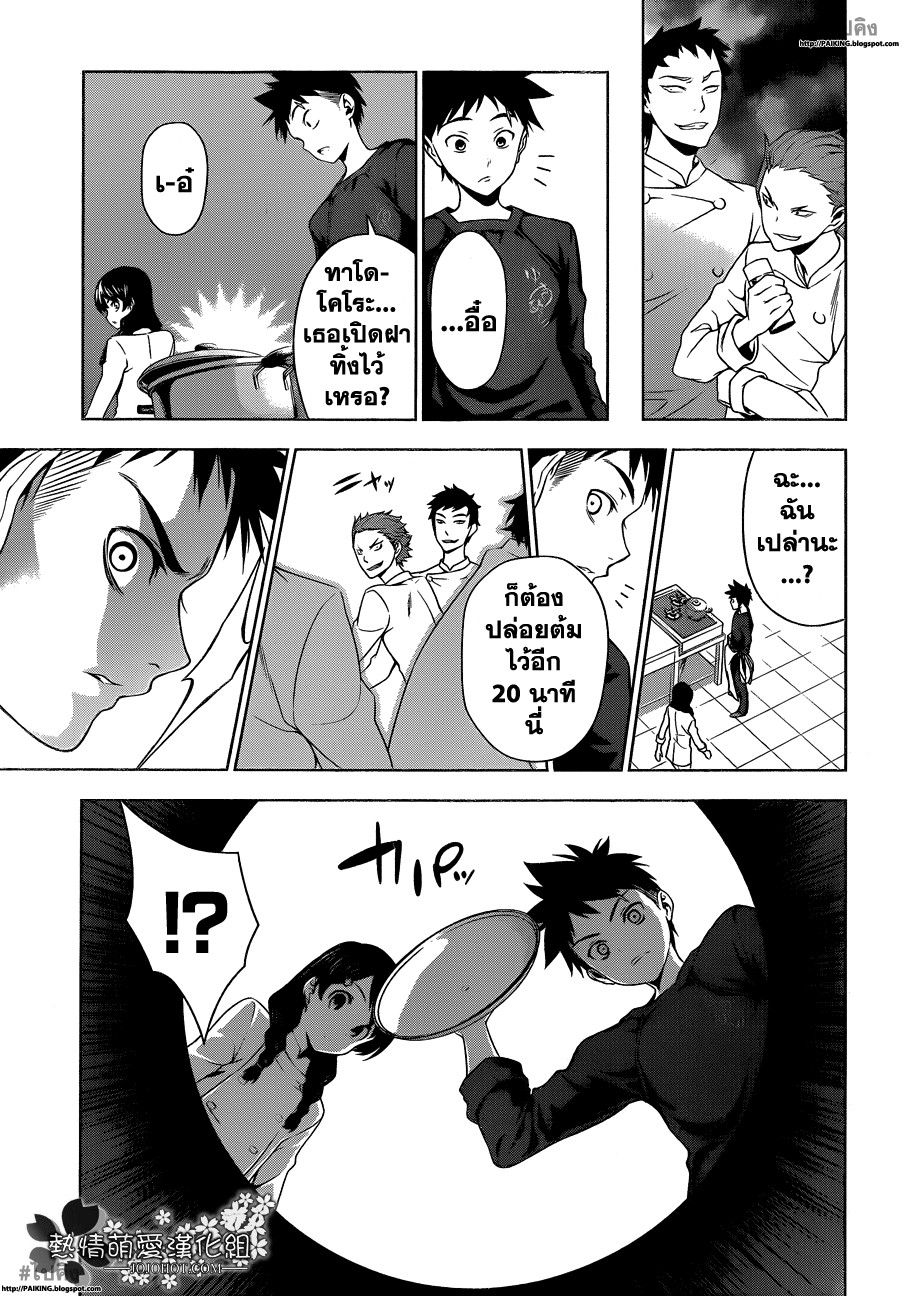 ไปคิง
http://PAIKING.blogspot.com
...อื๋อ
ทาโด-
โคโระ...
เธอเปิดฝา
ทิ้งไว้
เหรอ?
เ-อ๋
ฉะ...
ฉัน
เปล่านะ
...?
ก็ต้อง
ปล่อยต้ม
ไว้อีก
20 นาที
นี่
ニヤッ
!?
熱情萌愛漢化組
JOJOHOT.COM
#ไปคิง
http://PAIKING.blogspot.com